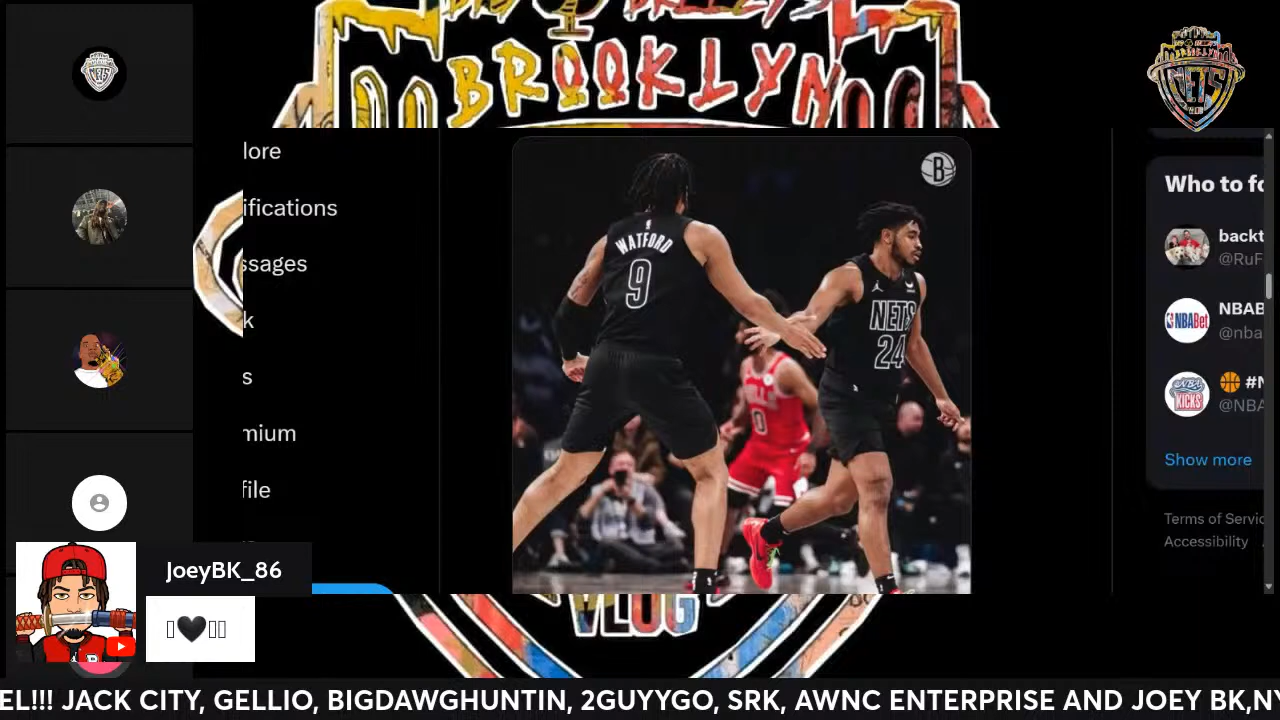 BROOKLYN
NETS
lore
ifications
ssages
k
s
mium
file
WATFORD
9
NETS
24
B
0
Who to fo
backt
@RuF
NBABet
NBAB
@nba
KICKS
🏀 #N
@NBA
Show more
Terms of Servic
Accessibility
JoeyBK_86
🖤
VLOG
EL!!! JACK CITY, GELLIO, BIGDAWGHUNTIN, 2GUYYGO, SRK, AWNC ENTERPRISE AND JOEY BK,NY